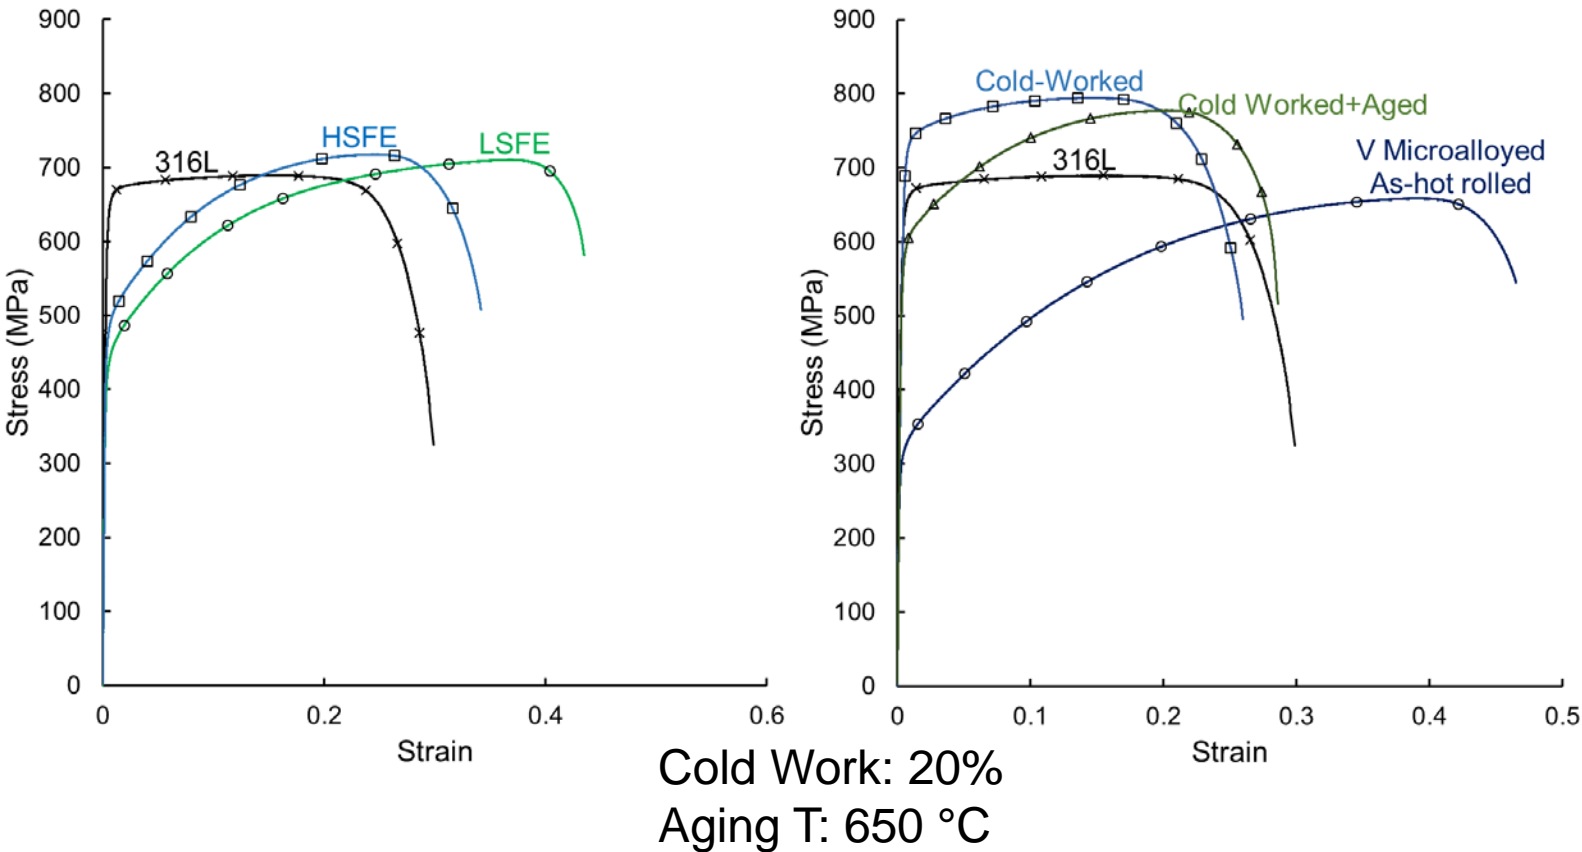 900
800
700
600
500
400
300
200
100
0
Stress (MPa)
0
0.2
0.4
0.6
Strain
316L
HSFE
LSFE
900
800
700
600
500
400
300
200
100
0
Stress (MPa)
0
0.1
0.2
0.3
0.4
0.5
Strain
Cold-Worked
Cold Worked+Aged
316L
V Microalloyed
As-hot rolled
Cold Work: 20%
Aging T: 650 °C